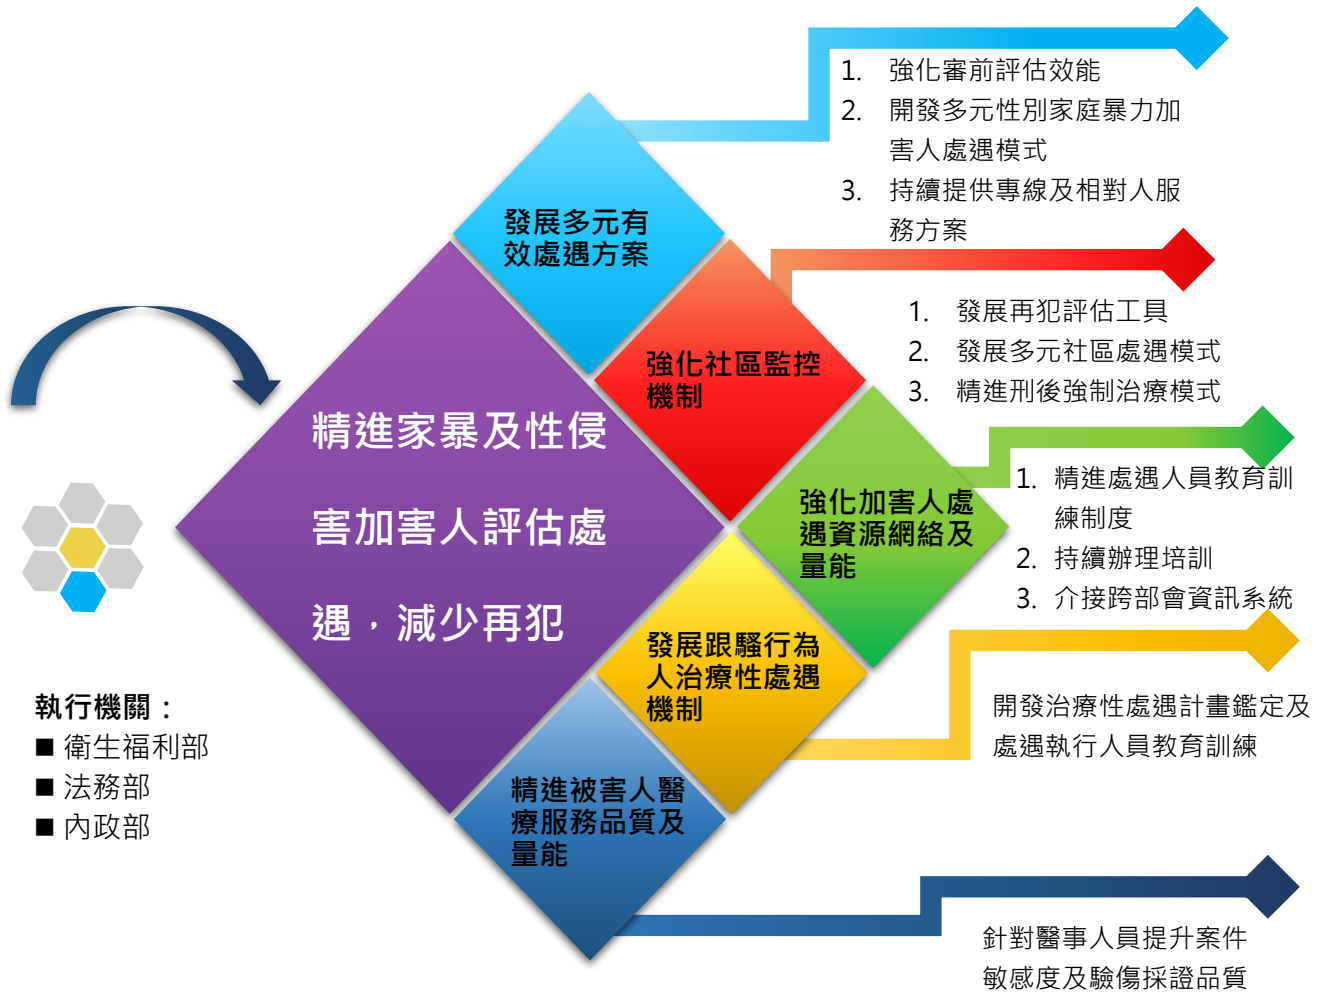 1. 強化審前評估效能
2. 開發多元性別家庭暴力加
害人處遇模式
3. 持續提供專線及相對人服
務方案
發展多元有
效處遇方案
1. 發展再犯評估工具
2. 發展多元社區處遇模式
3. 精進刑後強制治療模式
強化社區監控
機制
精進家暴及性侵
害加害人評估處
遇，減少再犯
1. 精進處遇人員教育訓
練制度
2. 持續辦理培訓
3. 介接跨部會資訊系統
強化加害人處
遇資源網絡及
量能
發展跟騷行為
人治療性處遇
機制
開發治療性處遇計畫鑑定及
處遇執行人員教育訓練
執行機關：
■ 衛生福利部
■ 法務部
■ 內政部
精進被害人醫
療服務品質及
量能
針對醫事人員提升案件
敏感度及驗傷採證品質